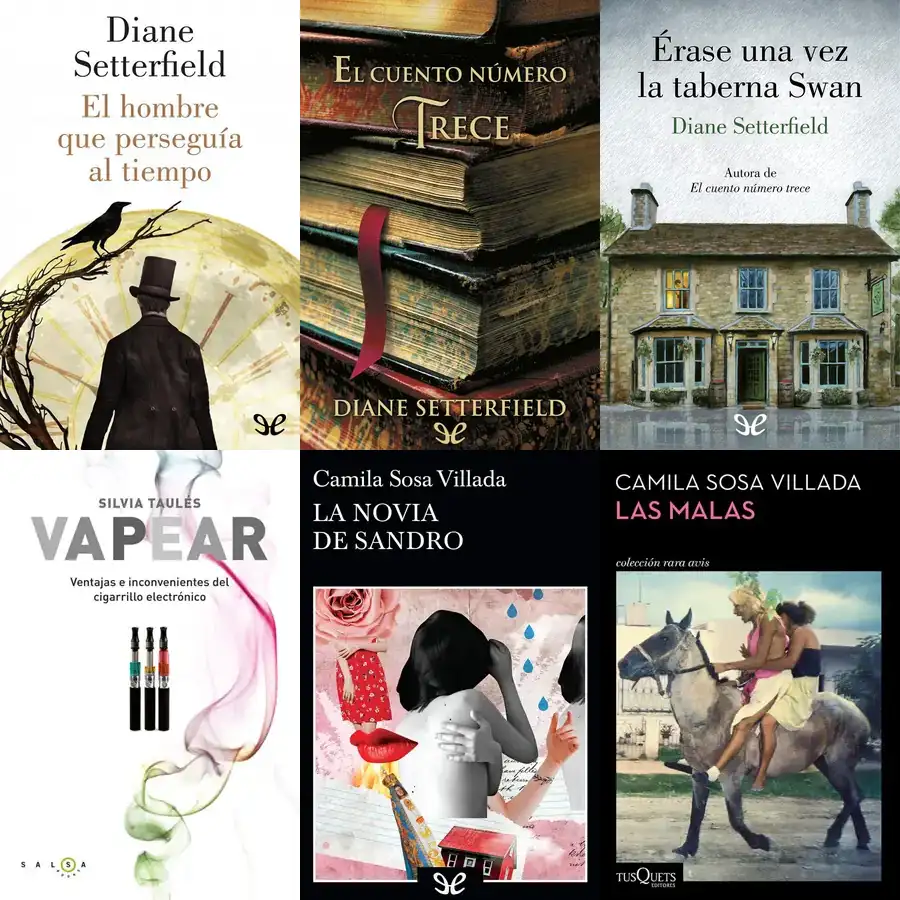 Diane
Setterfield
El hombre
que perseguía
al tiempo
EL CUENTO NÚMERO
TRECE
DIANE SETTERFIELD
Érase una vez
la taberna Swan
Diane Setterfield
Autora de
El cuento número trece
SILVIA TAULÉS
VAPEAR
Ventajas e inconvenientes del
cigarrillo electrónico
SALSA
Camila Sosa Villada
LA NOVIA
DE SANDRO
CAMILA SOSA VILLADA
LAS MALAS
colección rara avis
TUSQUETS
EDITORES